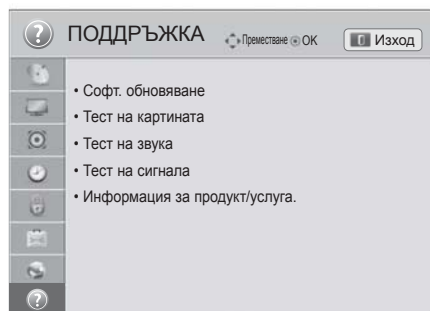 ПОДДРЪЖКА Преместване OK Изход
• Софт. обновяване
• Тест на картината
• Тест на звука
• Тест на сигнала
• Информация за продукт/услуга.